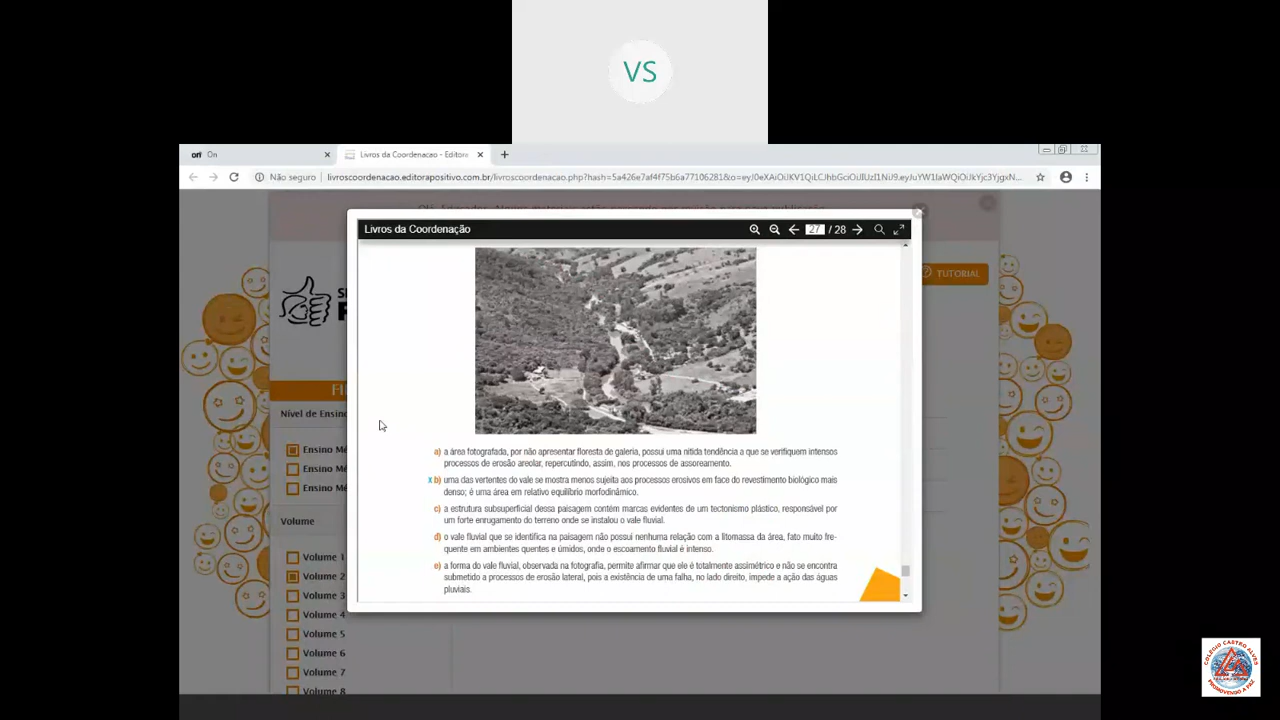 VS
on On
Livros da Coordenacao - Editora
Não seguro
livroscoordenacao.editorapositivo.com.br/livroscoordenacao.php?hash=5a426e7af4f75b6a77106281&o=
Livros da Coordenação
27 / 28
TUTORIAL
Nível de Ensino
Ensino Mé
Ensino Mé
Ensino Mé
Volume
Volume 1
Volume 2
Volume 3
Volume 4
Volume 5
Volume 6
Volume 7
Volume 8
a) a área fotografada, por não apresentar floresta de galeria, possui uma nítida tendência a que se verifiquem intensos
processos de erosão areolar, repercutindo, assim, nos processos de assoreamento.
X b) uma das vertentes do vale se mostra menos sujeita aos processos erosivos em face do revestimento biológico mais
denso; é uma área em relativo equilíbrio morfodinâmico.
c) a estrutura subsuperficial dessa paisagem contém marcas evidentes de um tectonismo plástico, responsável por
um forte enrugamento do terreno onde se instalou o vale fluvial.
d) o vale fluvial que se identifica na paisagem não possui nenhuma relação com a litomassa da área, fato muito fre-
quente em ambientes quentes e úmidos, onde o escoamento fluvial é intenso.
e) a forma do vale fluvial, observada na fotografia, permite afirmar que ele é totalmente assimétrico e não se encontra
submetido a processos de erosão lateral, pois a existência de uma falha, no lado direito, impede a ação das águas
pluviais.
COLÉGIO CASTRO ALVES
PROMOVENDO A PAZ